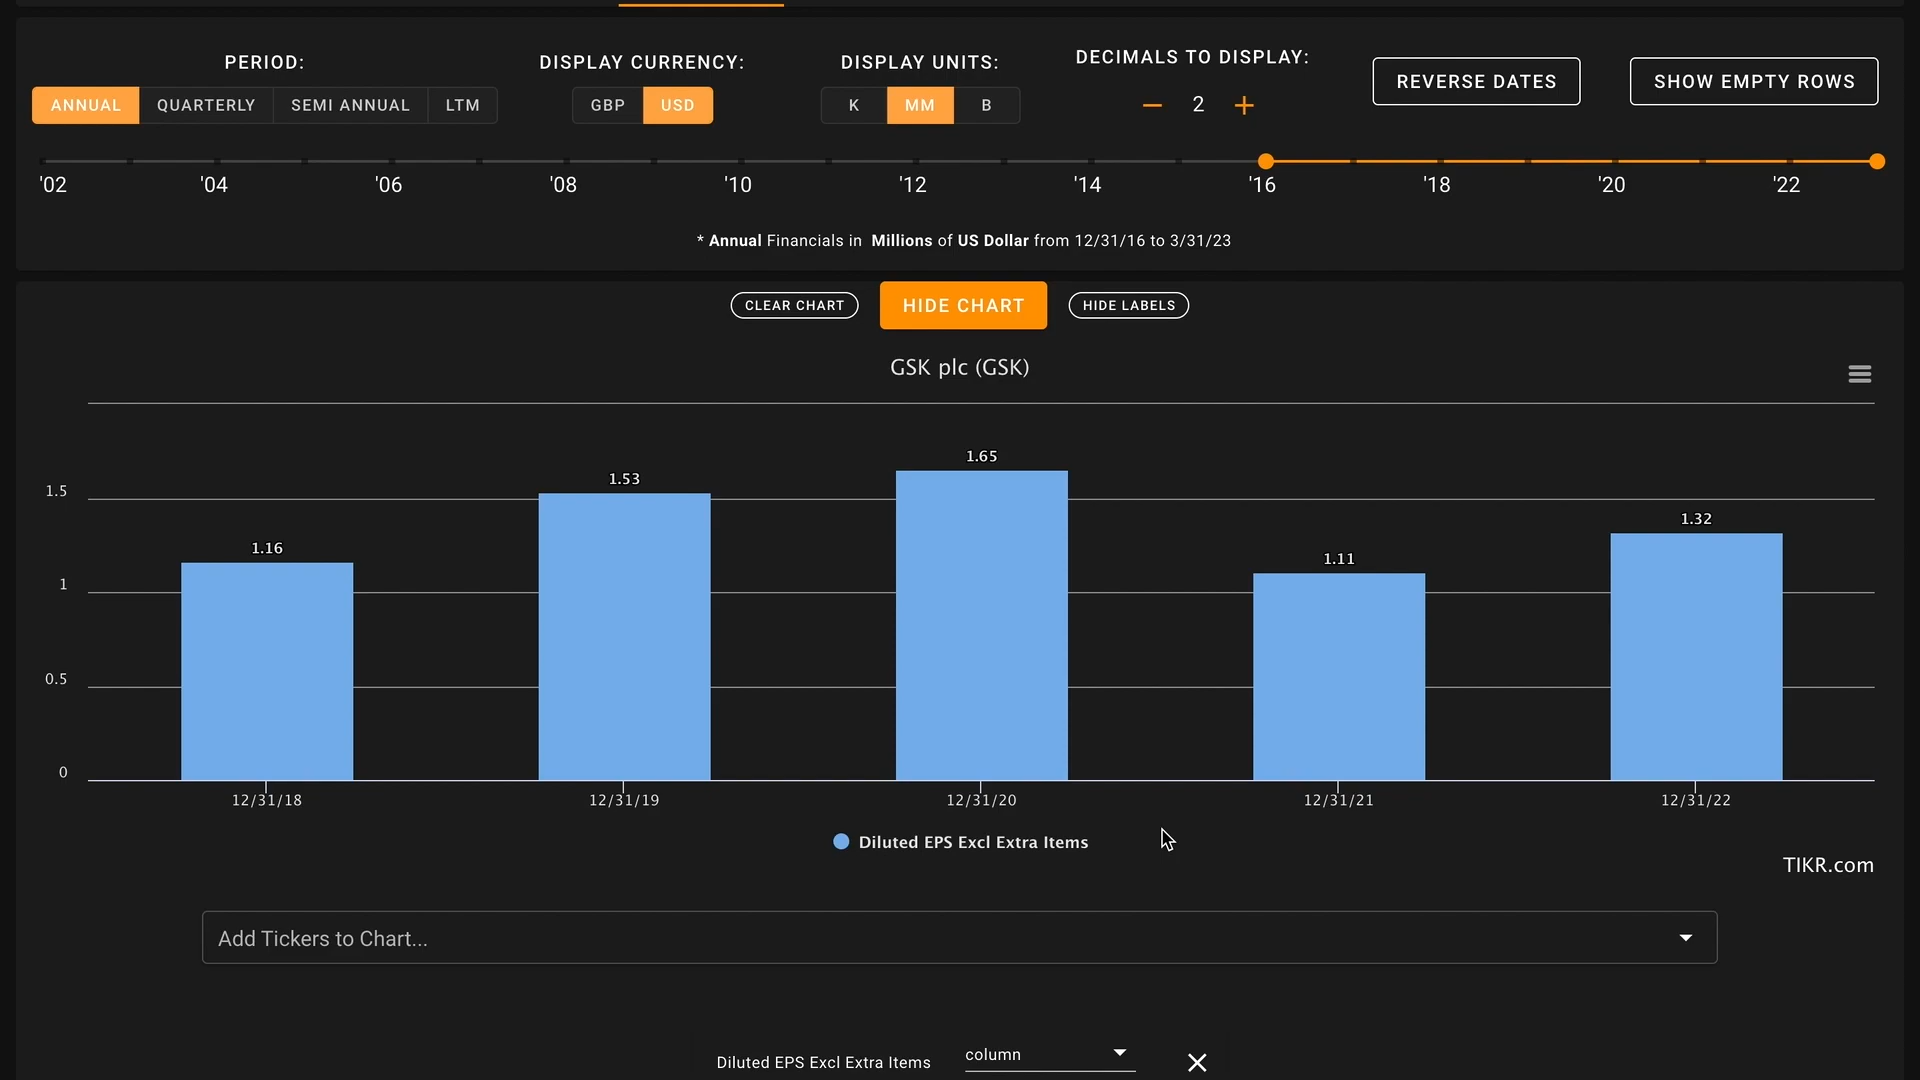 PERIOD:
DISPLAY CURRENCY:
DISPLAY UNITS:
DECIMALS TO DISPLAY:
REVERSE DATES
SHOW EMPTY ROWS
ANNUAL QUARTERLY SEMI ANNUAL LTM
GBP USD
K MM B
2
'02 '04 '06 '08 '10 '12 '14 '16 '18 '20 '22
* Annual Financials in Millions of US Dollar from 12/31/16 to 3/31/23
CLEAR CHART
HIDE CHART
HIDE LABELS
GSK plc (GSK)
1.5
1
0.5
0
1.16
1.53
1.65
1.11
1.32
12/31/18 12/31/19 12/31/20 12/31/21 12/31/22
Diluted EPS Excl Extra Items
TIKR.com
Add Tickers to Chart...
Diluted EPS Excl Extra Items column